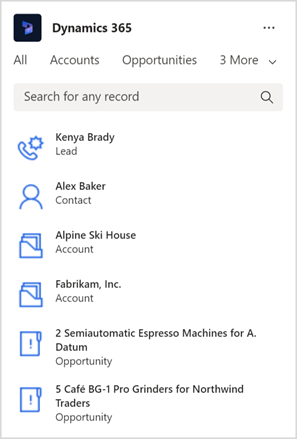 Dynamics 365
All Accounts Opportunities 3 More
Search for any record
Kenya Brady
Lead
Alex Baker
Contact
Alpine Ski House
Account
Fabrikam, Inc.
Account
2 Semiautomatic Espresso Machines for A.
Datum
Opportunity
5 Café BG-1 Pro Grinders for Northwind
Traders
Opportunity